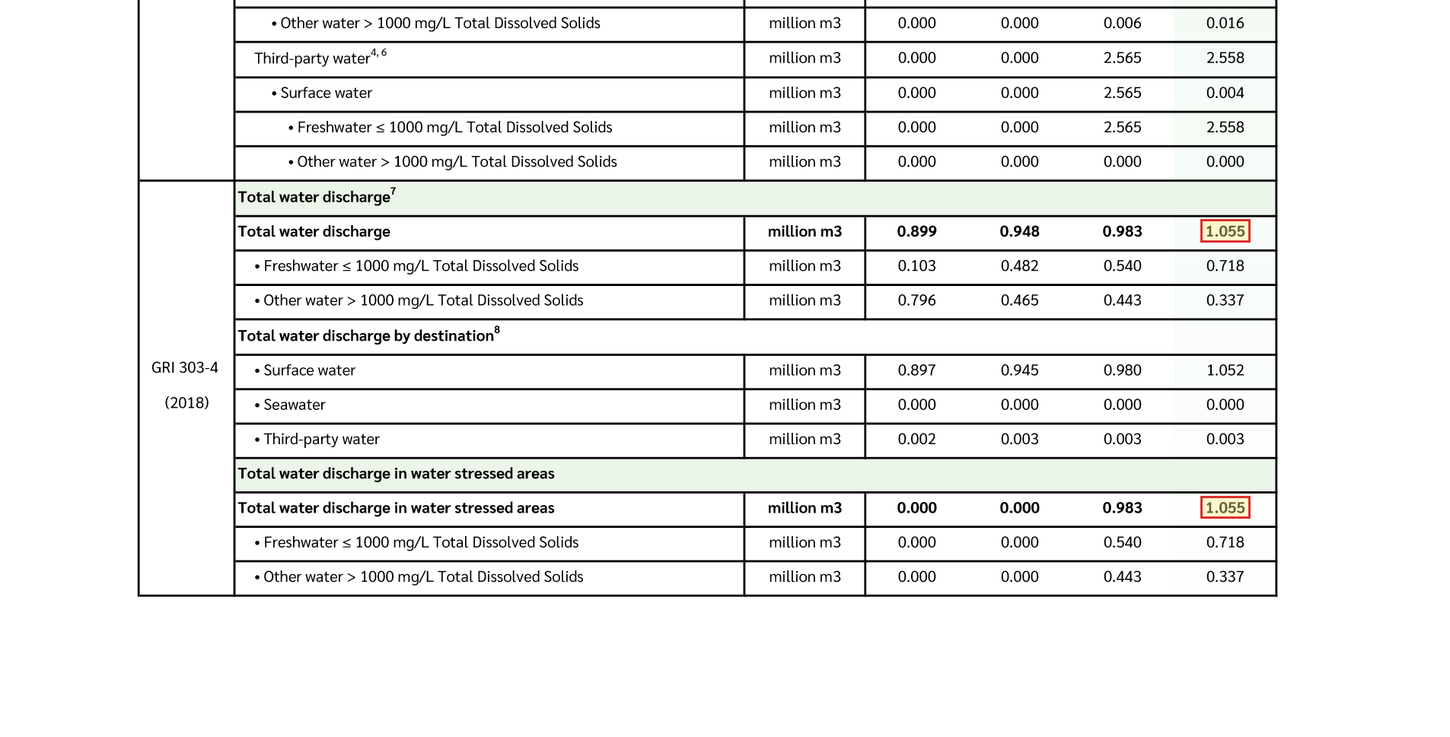 • Other water > 1000 mg/L Total Dissolved Solids million m3 0.000 0.000 0.006 0.016
Third-party water4, 6 million m3 0.000 0.000 2.565 2.558
• Surface water million m3 0.000 0.000 2.565 0.004
• Freshwater ≤ 1000 mg/L Total Dissolved Solids million m3 0.000 0.000 2.565 2.558
• Other water > 1000 mg/L Total Dissolved Solids million m3 0.000 0.000 0.000 0.000
GRI 303-4
(2018)
Total water discharge7
Total water discharge million m3 0.899 0.948 0.983 1.055
• Freshwater ≤ 1000 mg/L Total Dissolved Solids million m3 0.103 0.482 0.540 0.718
• Other water > 1000 mg/L Total Dissolved Solids million m3 0.796 0.465 0.443 0.337
Total water discharge by destination8
• Surface water million m3 0.897 0.945 0.980 1.052
• Seawater million m3 0.000 0.000 0.000 0.000
• Third-party water million m3 0.002 0.003 0.003 0.003
Total water discharge in water stressed areas
Total water discharge in water stressed areas million m3 0.000 0.000 0.983 1.055
• Freshwater ≤ 1000 mg/L Total Dissolved Solids million m3 0.000 0.000 0.540 0.718
• Other water > 1000 mg/L Total Dissolved Solids million m3 0.000 0.000 0.443 0.337